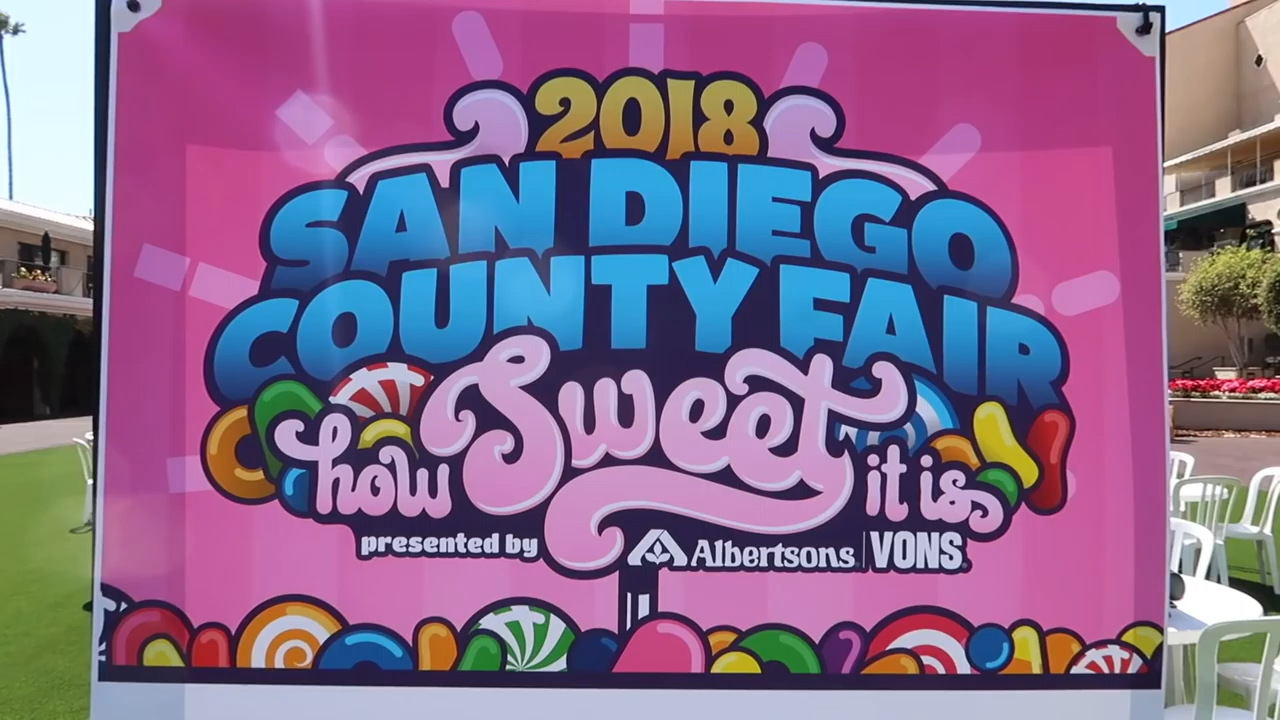 2018
SAN DIEGO
COUNTY FAIR
how Sweet it is
presented by Albertsons | VONS